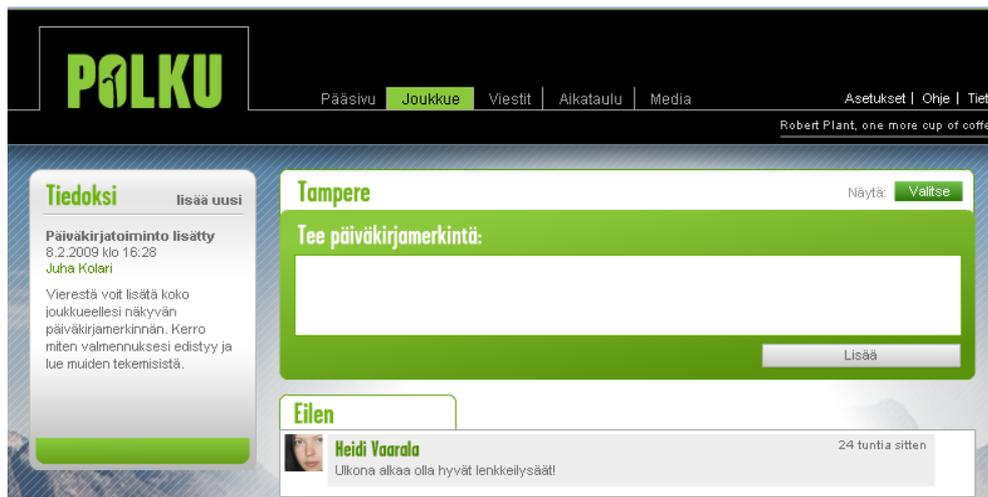 POLKU
Pääsivu Joukkue Viestit Aikataulu Media
Asetukset | Ohje |
Robert Plant, one more cup of
Tiedoksi
lisää uusi
Päiväkirjatoiminto lisätty
8.2.2009 klo 16:28
Juha Kolari
Vierestä voit lisätä koko
joukkueellesi näkyvän
päiväkirjamerkinnän. Kerro
miten valmennuksesi edistyy ja
lue muiden tekemisistä.
Tampere
Näytä: Valitse
Tee päiväkirjamerkintä:
Lisää
Eilen
Heidi Vaarala
24 tuntia sitten
Ulkona alkaa olla hyvät lenkkeilysäät!